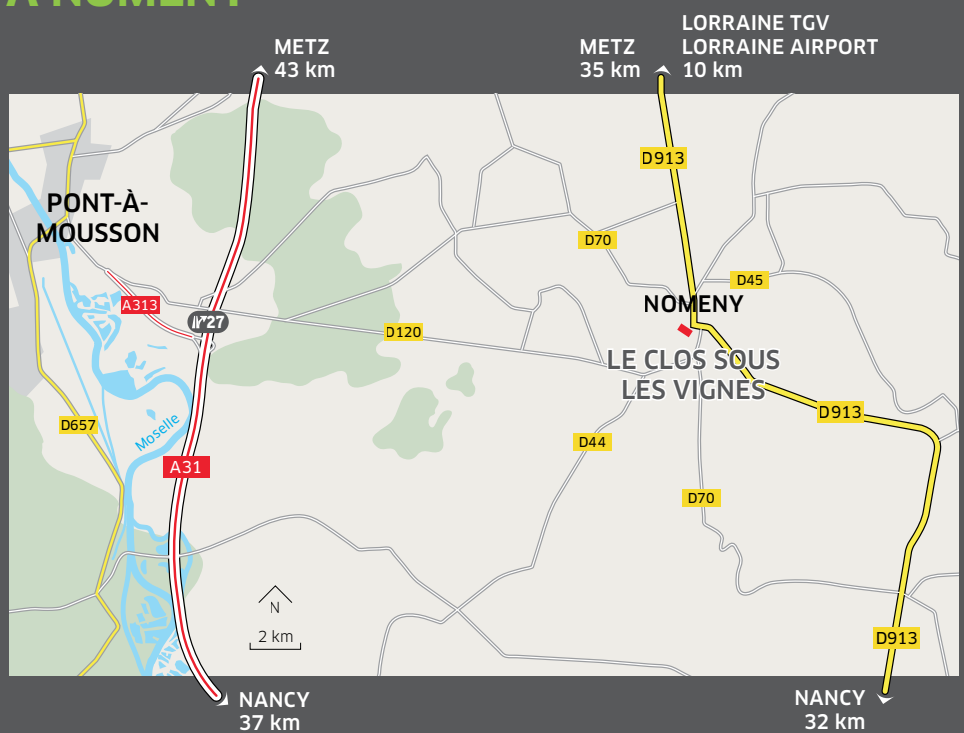 À NOMENY
METZ
43 km
METZ
35 km
LORRAINE TGV
LORRAINE AIRPORT
10 km
D913
PONT-À-
MOUSSON
D70
D45
A313
27
NOMENY
D120
LE CLOS SOUS
LES VIGNES
D657
Moselle
D913
D44
A31
D70
N
2 km
D913
NANCY
37 km
NANCY
32 km